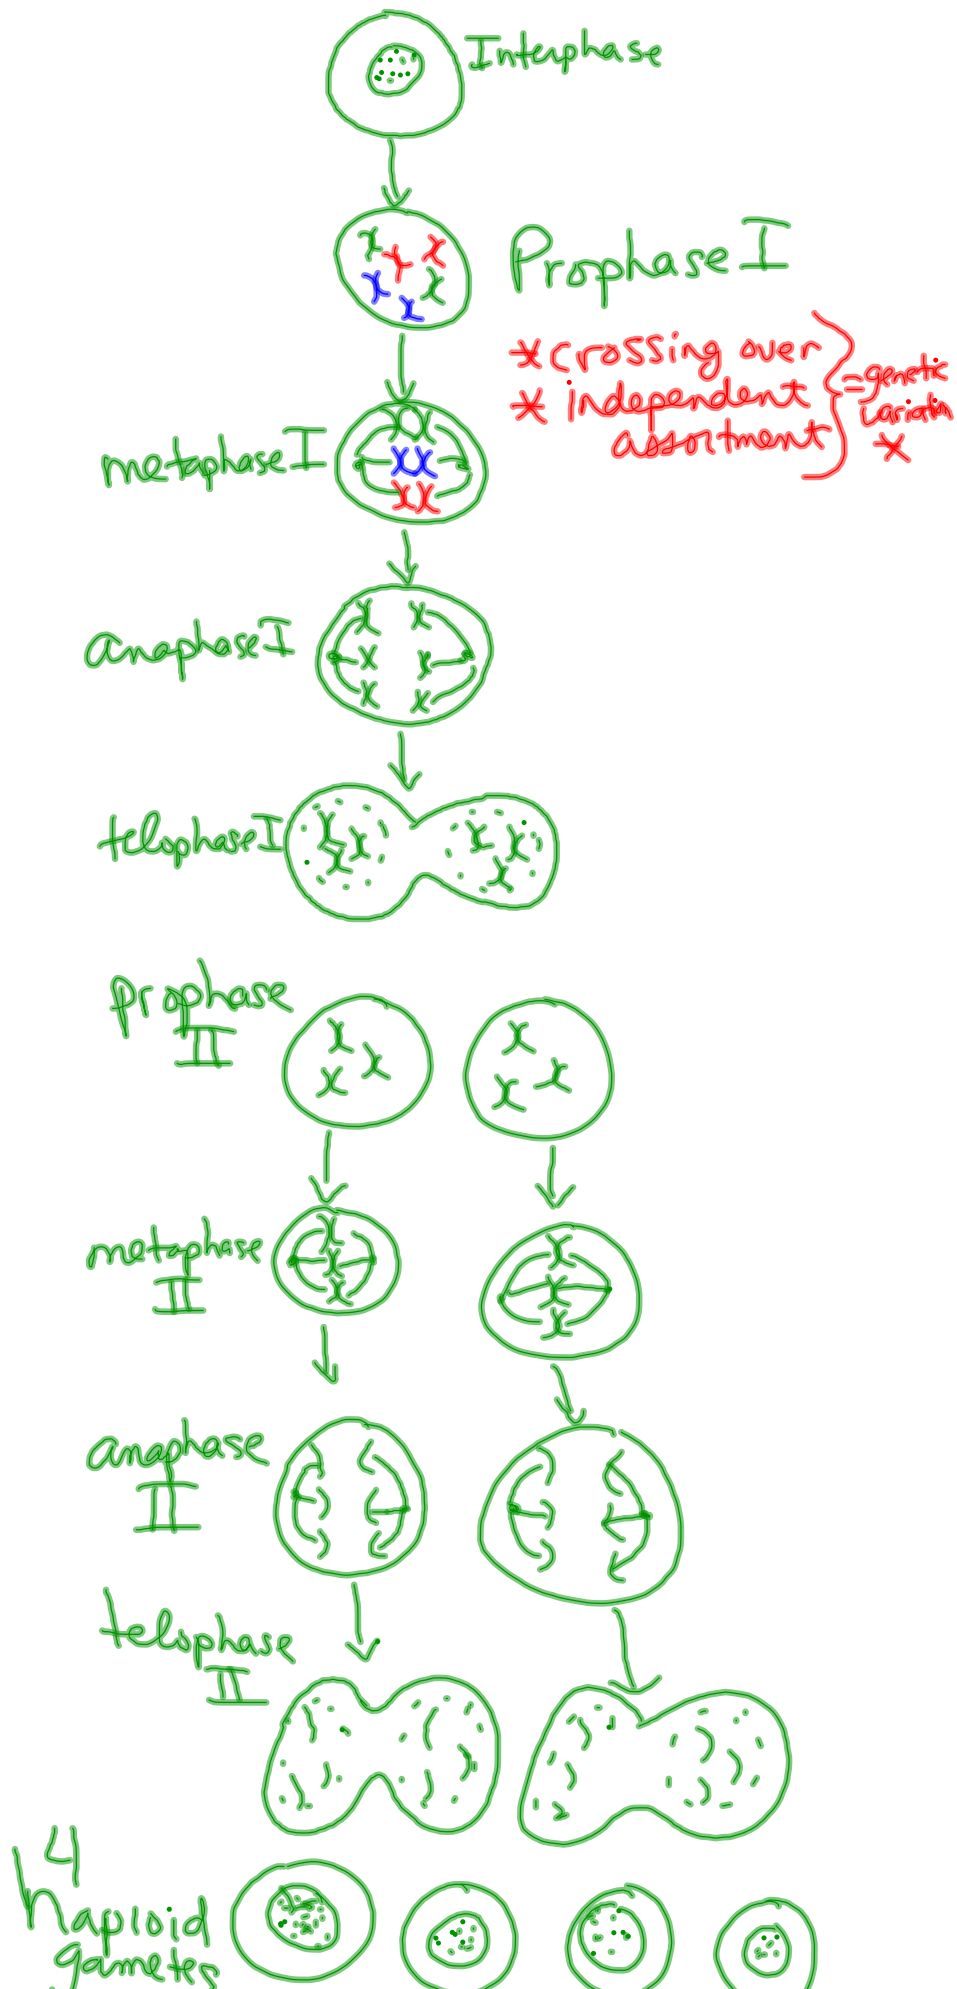 Interphase
Prophase I
* crossing over
* independent
assortment
= genetic
variation
*
metaphase I
anaphase I
telophase I
prophase
II
metaphase
II
anaphase
II
telophase
II
4
haploid
gametes